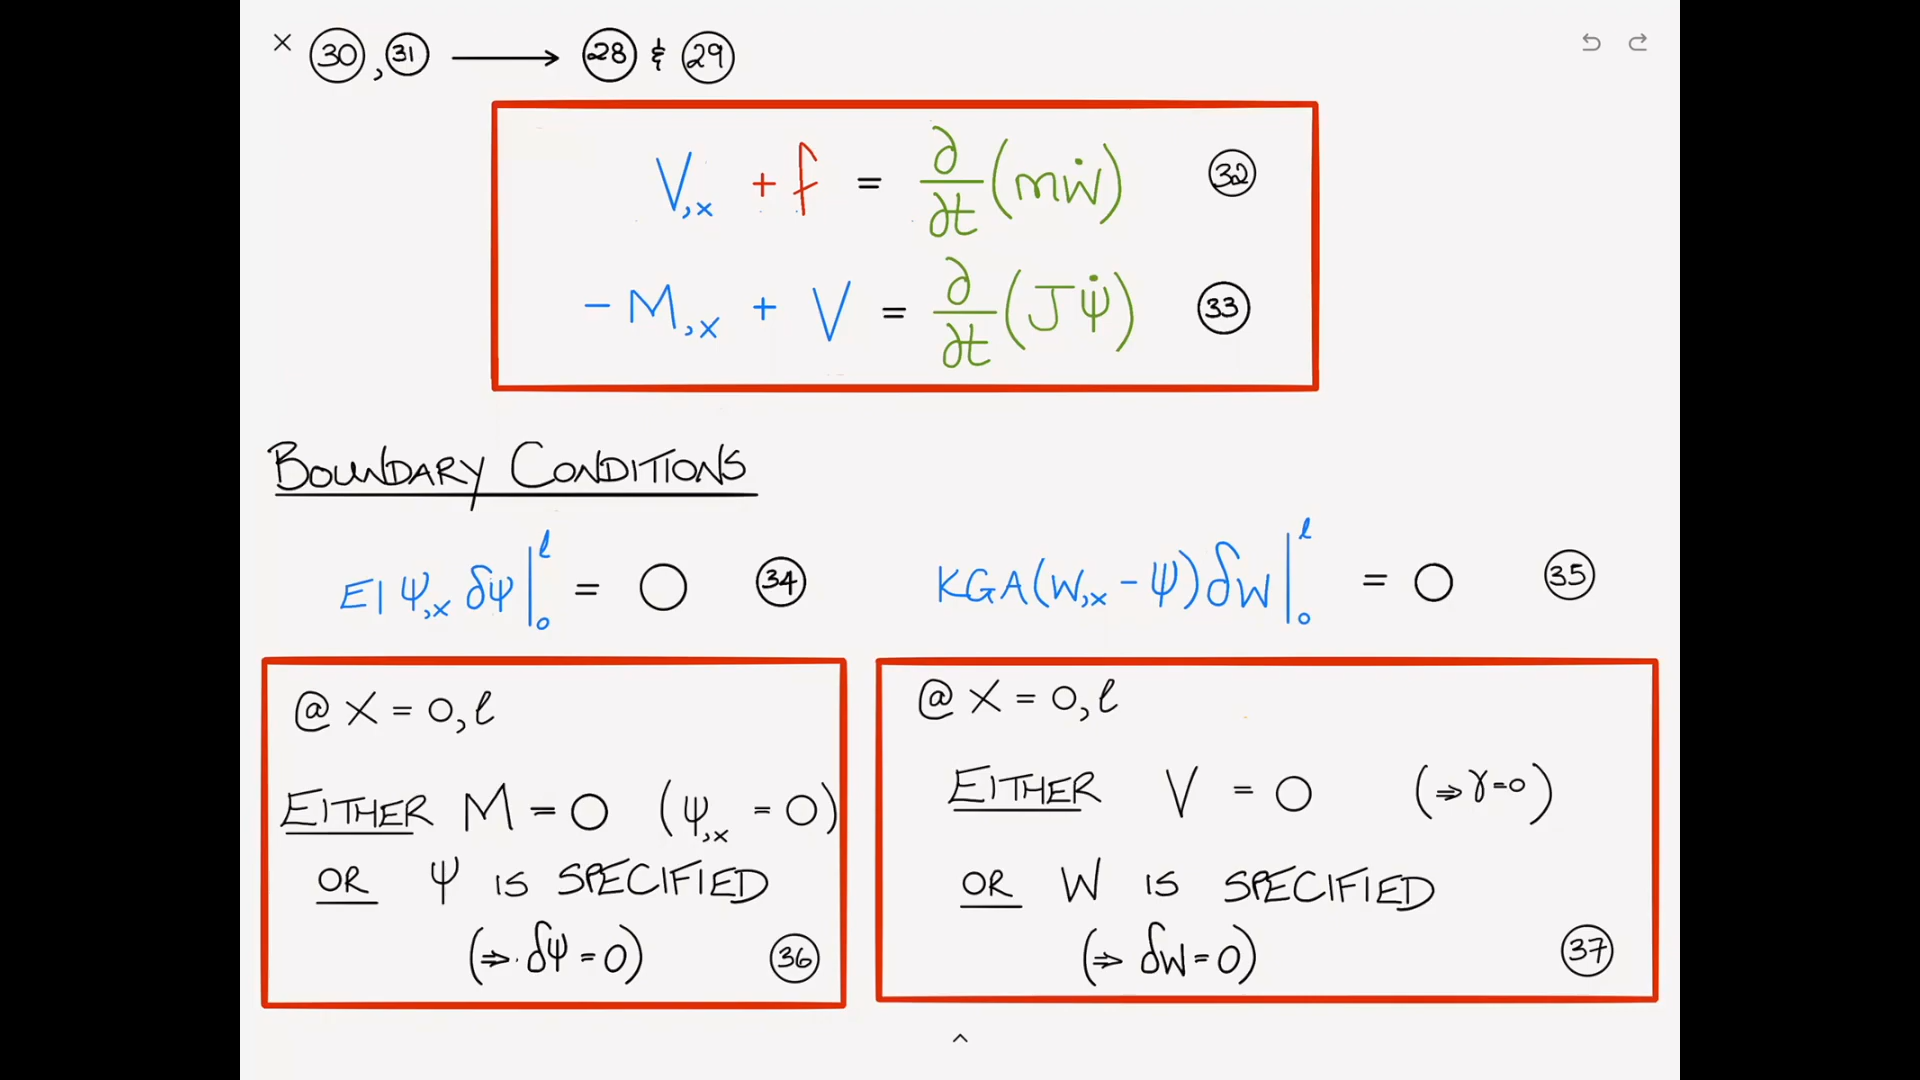 × (30), (31) ⟶ (28) & (29)
V,x + f = ∂/∂t (mẇ) (32)
- M,x + V = ∂/∂t (Jψ̇) (33)
BOUNDARY CONDITIONS
EI ψ,x δψ |₀ˡ = 0 (34)
KGA(w,x - ψ) δw |₀ˡ = 0 (35)
@ x = 0, l
EITHER M = 0 (ψ,x = 0)
OR ψ IS SPECIFIED
(⇒ δψ = 0) (36)
@ x = 0, l
EITHER V = 0 (⇒ γ = 0)
OR W IS SPECIFIED
(⇒ δw = 0) (37)